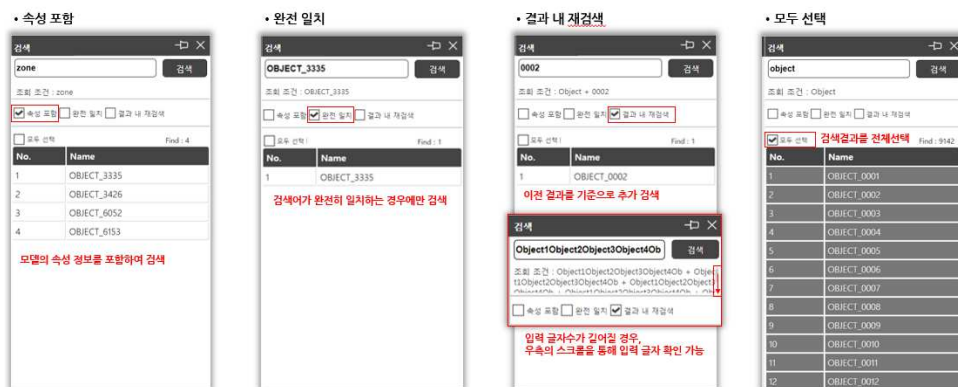 • 속성 포함
검색
zone
검색
조회 조건 : zone
속성 포함 완전 일치 결과 내 재검색
모두 선택 Find : 4
No. Name
1 OBJECT_3335
2 OBJECT_3426
3 OBJECT_6052
4 OBJECT_6153
모델의 속성 정보를 포함하여 검색
• 완전 일치
검색
OBJECT_3335
검색
조회 조건 : OBJECT_3335
속성 포함 완전 일치 결과 내 재검색
모두 선택 Find : 1
No. Name
1 OBJECT_3335
검색어가 완전히 일치하는 경우에만 검색
• 결과 내 재검색
검색
0002
검색
조회 조건 : Object + 0002
속성 포함 완전 일치 결과 내 재검색
모두 선택 Find : 1
No. Name
1 OBJECT_0002
이전 결과를 기준으로 추가 검색
검색
Object1Object2Object3Object4Ob
검색
조회 조건 : Object1Object2Object3Object4Ob + Objec
t1Object2Object3Object4Ob + Object1Object2Object3
속성 포함 완전 일치 결과 내 재검색
입력 글자수가 길어질 경우,
우측의 스크롤을 통해 입력 글자 확인 가능
• 모두 선택
검색
object
검색
조회 조건 : Object
속성 포함 완전 일치 결과 내 재검색
모두 선택 검색결과를 전체선택 Find : 9142
No. Name
1 OBJECT_0001
2 OBJECT_0002
3 OBJECT_0003
4 OBJECT_0004
5 OBJECT_0005
6 OBJECT_0006
7 OBJECT_0007
8 OBJECT_0008
9 OBJECT_0009
10 OBJECT_0010
11 OBJECT_0011
12 OBJECT_0012